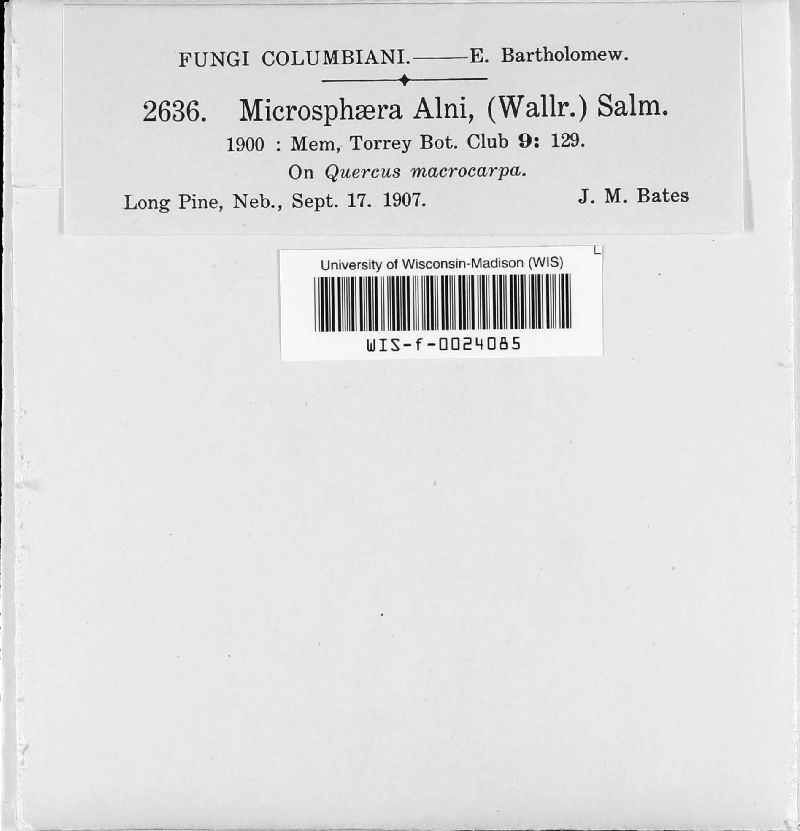 FUNGI COLUMBIANI.——E. Bartholomew.
2636. Microsphæra Alni, (Wallr.) Salm.
1900 : Mem, Torrey Bot. Club 9: 129.
On Quercus macrocarpa.
Long Pine, Neb., Sept. 17. 1907. J. M. Bates
University of Wisconsin-Madison (WIS)
WIS-f-0024085